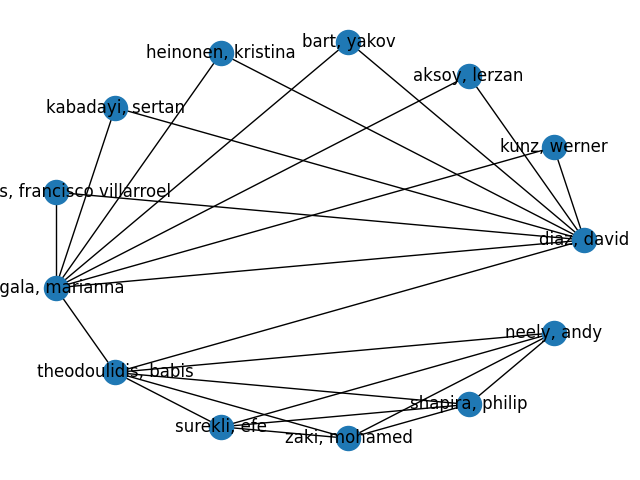 bart, yakov
heinonen, kristina
aksoy, lerzan
kabadayi, sertan
kunz, werner
francisco villarroel
diaz, david
marianna
neely, andy
theodoulidis, babis
shapira, philip
surekli, efe
zaki, mohamed